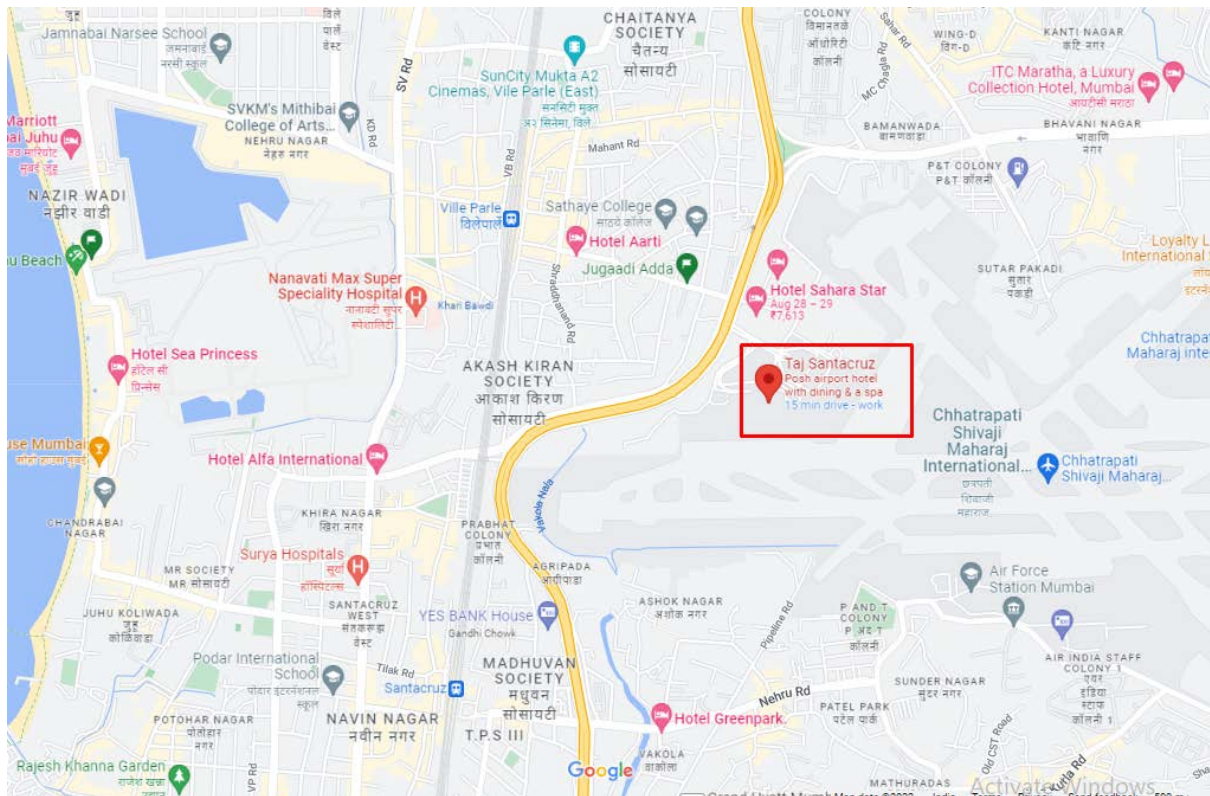 जुहू
Jamnabai Narsee School
जमनाबाई
नरसी स्कूल
विले
पार्ले
वेस्ट
SV Rd
CHAITANYA
SOCIETY
चैतन्य
सोसायटी
COLONY
विमानतळ
ऑथोरिटी
कॉलनी
Sahar Rd
WING-D
विंग-D
KANTI NAGAR
कांटे नगर
SunCity Mukta A2
Cinemas, Vile Parle (East)
सनसिटी मुक्त
अ२ सिनेमा, विले..
MC Chagla Rd
ITC Maratha, a Luxury
Collection Hotel, Mumbai
आयटीसी मराठा
SVKM's Mithibai
College of Arts...
NEHRU NAGAR
नेहरु नगर
KD Rd
Marriott
bai Juhu
मुंबई जुहू
VB Rd
Mahant Rd
BAMANWADA
बामणवाडा
BHAVANI NAGAR
भावाणि
नगर
P&T COLONY
P&T कॉलनी
NAZIR WADI
नझीर वाडी
Ville Parle
विलेपार्ले
Sathaye College
साठये कॉलेज
Hotel Aarti
Jugaadi Adda
hu Beach
Nanavati Max Super
Speciality Hospital
नानावटी सुपर
स्पेशालिटी...
Khari Bawdi
Shraddhanand Rd
Hotel Sahara Star
Aug 28 – 29
₹7,613
SUTAR PAKADI
सुतार
पकडी
Loyalty L
International
Hotel Sea Princess
हॉटेल सी
प्रिन्सेस
AKASH KIRAN
SOCIETY
आकाश किरण
सोसायटी
Taj Santacruz
Posh airport hotel
with dining & a spa
15 min drive - work
Chhatrapati
Maharaj inte
Chhatrapati
Shivaji
Maharaj
International...
छत्रपती
शिवाजी
महाराज
Chhatrapati
Shivaji Maharaj...
use Mumbai
Hotel Alfa International
CHANDRABAI
NAGAR
KHIRA NAGAR
खिरा नगर
PRABHAT
COLONY
प्रभात
कॉलनी
Vakola Nala
Surya Hospitals
सूर्या
हॉस्पिटल्स
MR SOCIETY
MR सोसायटी
AGRIPADA
आग्रीपाडा
Air Force
Station Mumbai
JUHU KOLIWADA
जुहू
कोळिवाडा
SANTACRUZ
WEST
सांताक्रूझ
वेस्ट
YES BANK House
Gandhi Chowk
ASHOK NAGAR
अशोक नगर
Pipeline Rd
P AND T
COLONY
P अंड T
कॉलनी
AIR INDIA STAFF
COLONY 1
एयर
इंडिया
स्टाफ
कॉलनी 1
Podar International
School
पोदार इंटरनॅशनल
स्कूल
Tilak Rd
Santacruz
MADHUVAN
SOCIETY
मधुवन
सोसायटी
Nehru Rd
SUNDER NAGAR
सुंदर नगर
POTOHAR NAGAR
पोतोहार
नगर
NAVIN NAGAR
नवीन नगर
T.P.S III
Hotel Greenpark.
PATEL PARK
पटेल पार्क
Old CST Road
Rajesh Khanna Garden
राजेश खन्ना
VP Rd
Google
VAKOLA
वाकोला
Kurla Rd
MATHURADAS
Activate Windows